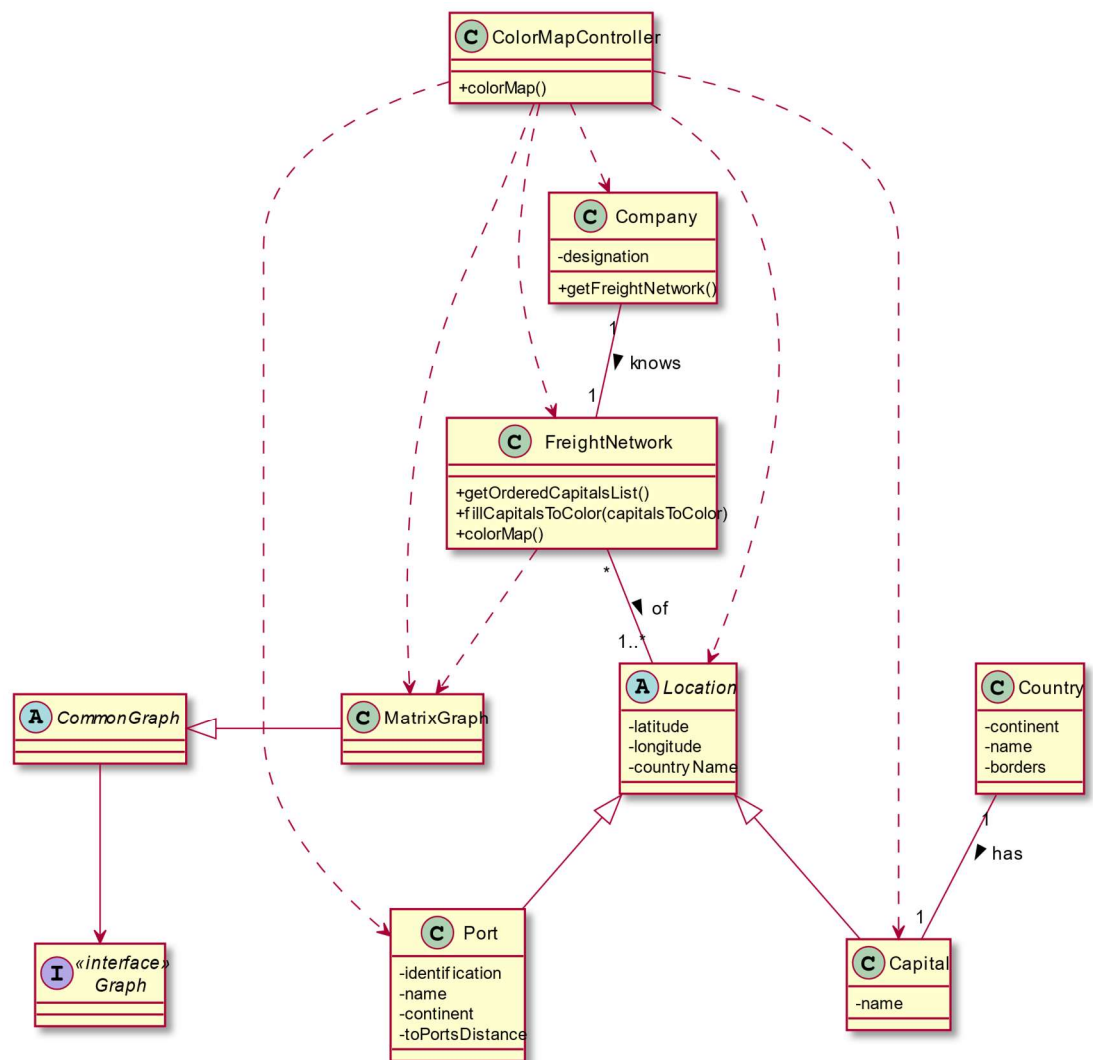 C ColorMapController
+colorMap()
C Company
-designation
+getFreightNetwork()
1
knows
1
C FreightNetwork
+getOrderedCapitalsList()
+fillCapitalsToColor(capitalsToColor)
+colorMap()
*
of
1..*
A CommonGraph
C MatrixGraph
A Location
-latitude
-longitude
-countryName
C Country
-continent
-name
-borders
1
has
1
I «interface»
Graph
C Port
-identification
-name
-continent
-toPortsDistance
C Capital
-name